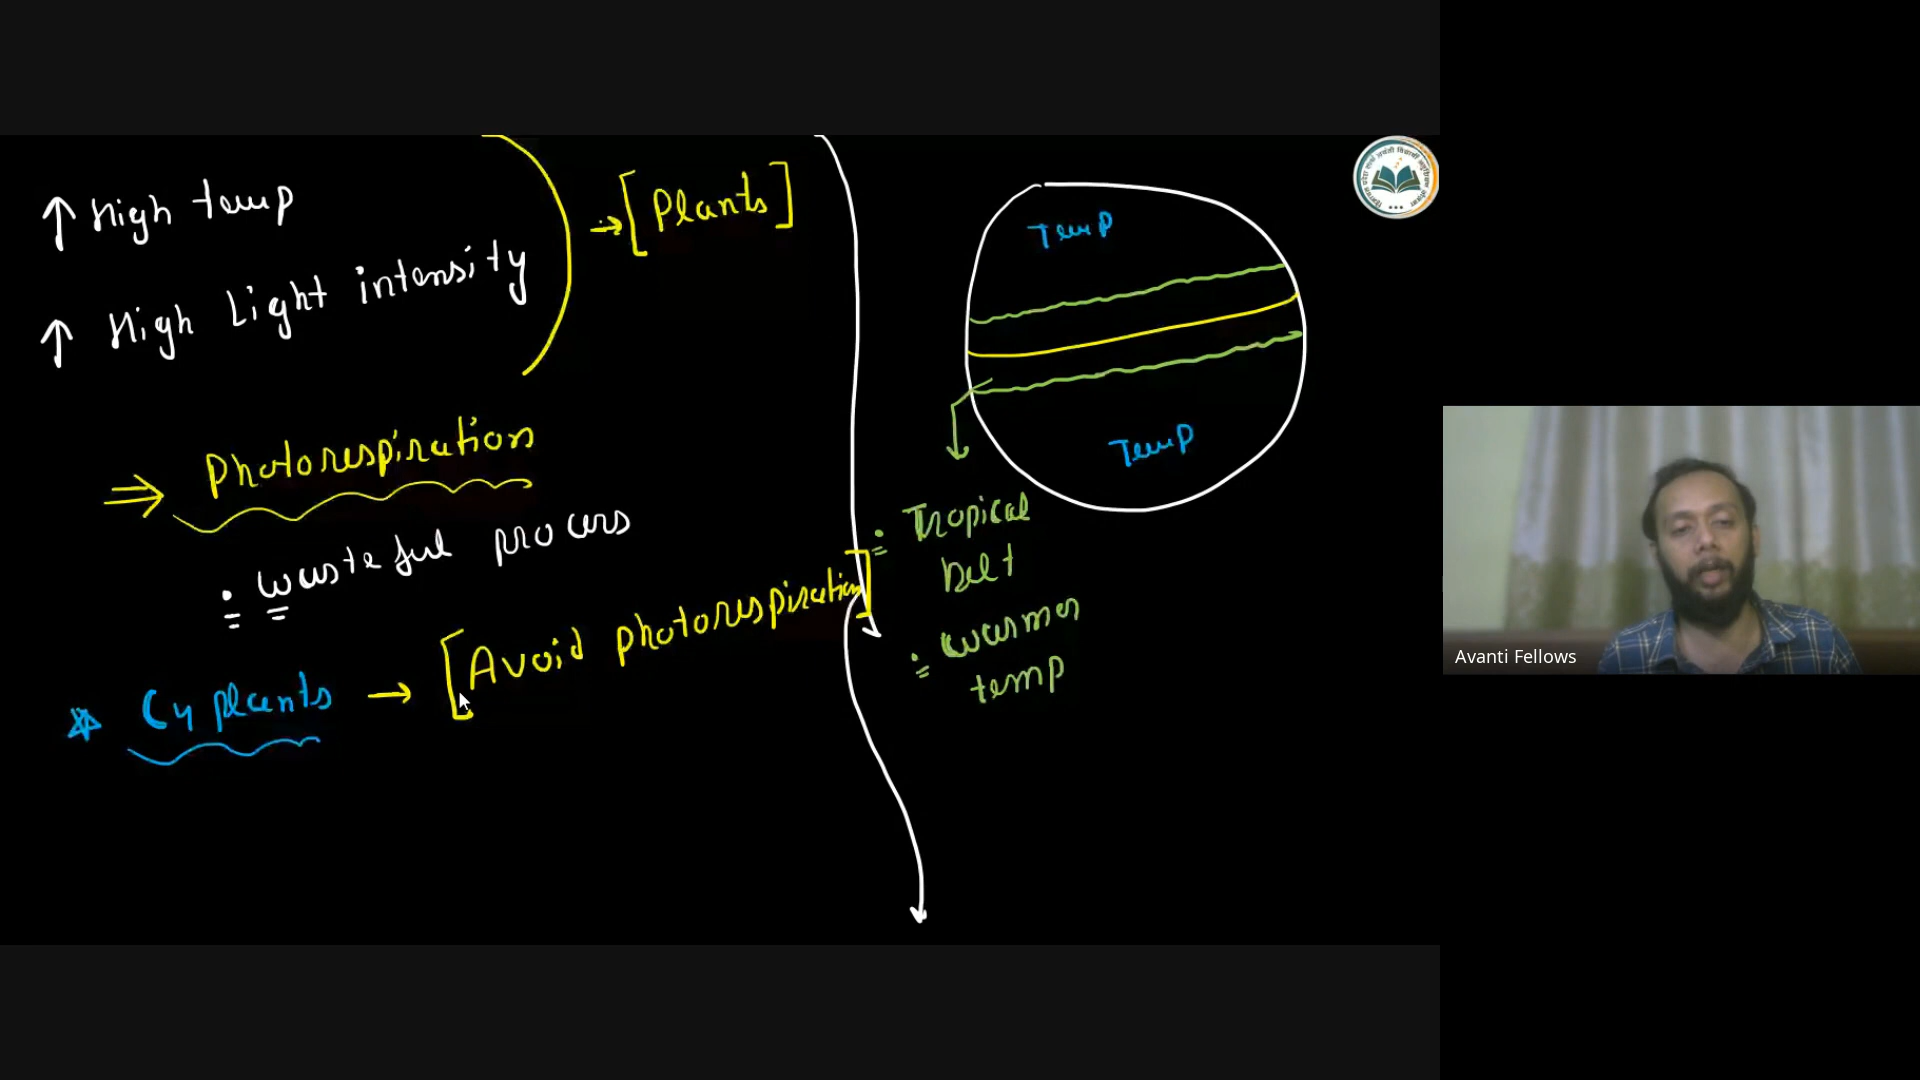 ↑ High temp
↑ High Light intensity
→ [Plants]
⇒ Photorespiration
: wasteful process
* C4 plants → [Avoid photorespiration]
Temp
Temp
: Tropical
belt
: warmer
temp
Avanti Fellows